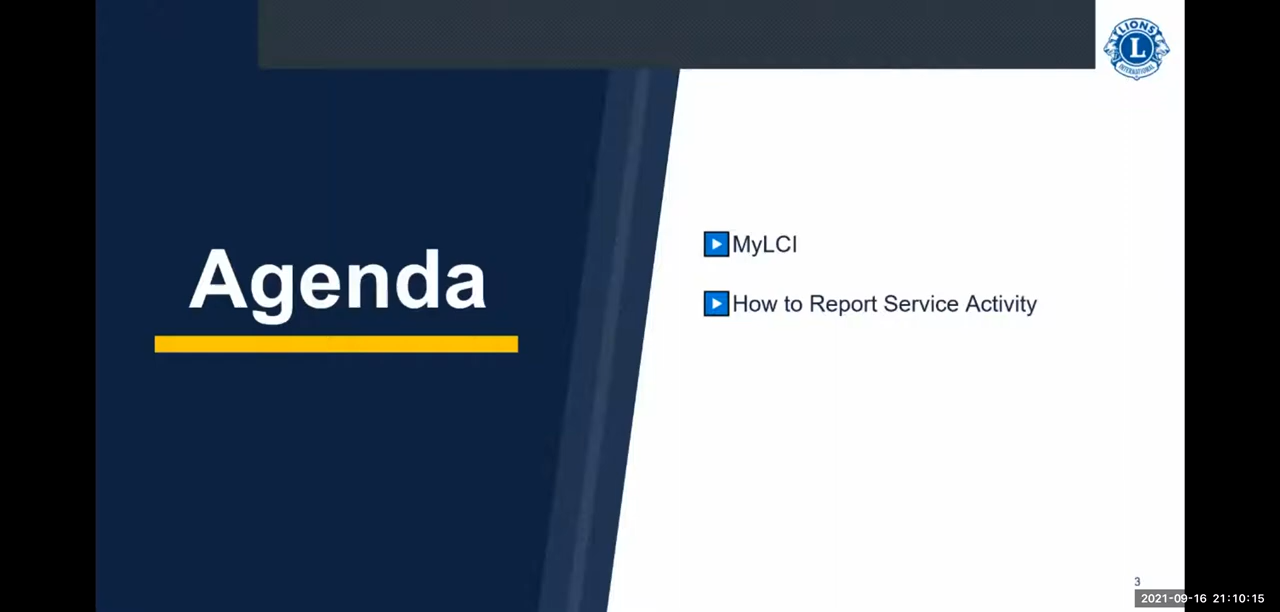 LIONS
L
INTERNATIONAL
Agenda
MyLCI
How to Report Service Activity
3
2021-09-16 21:10:15